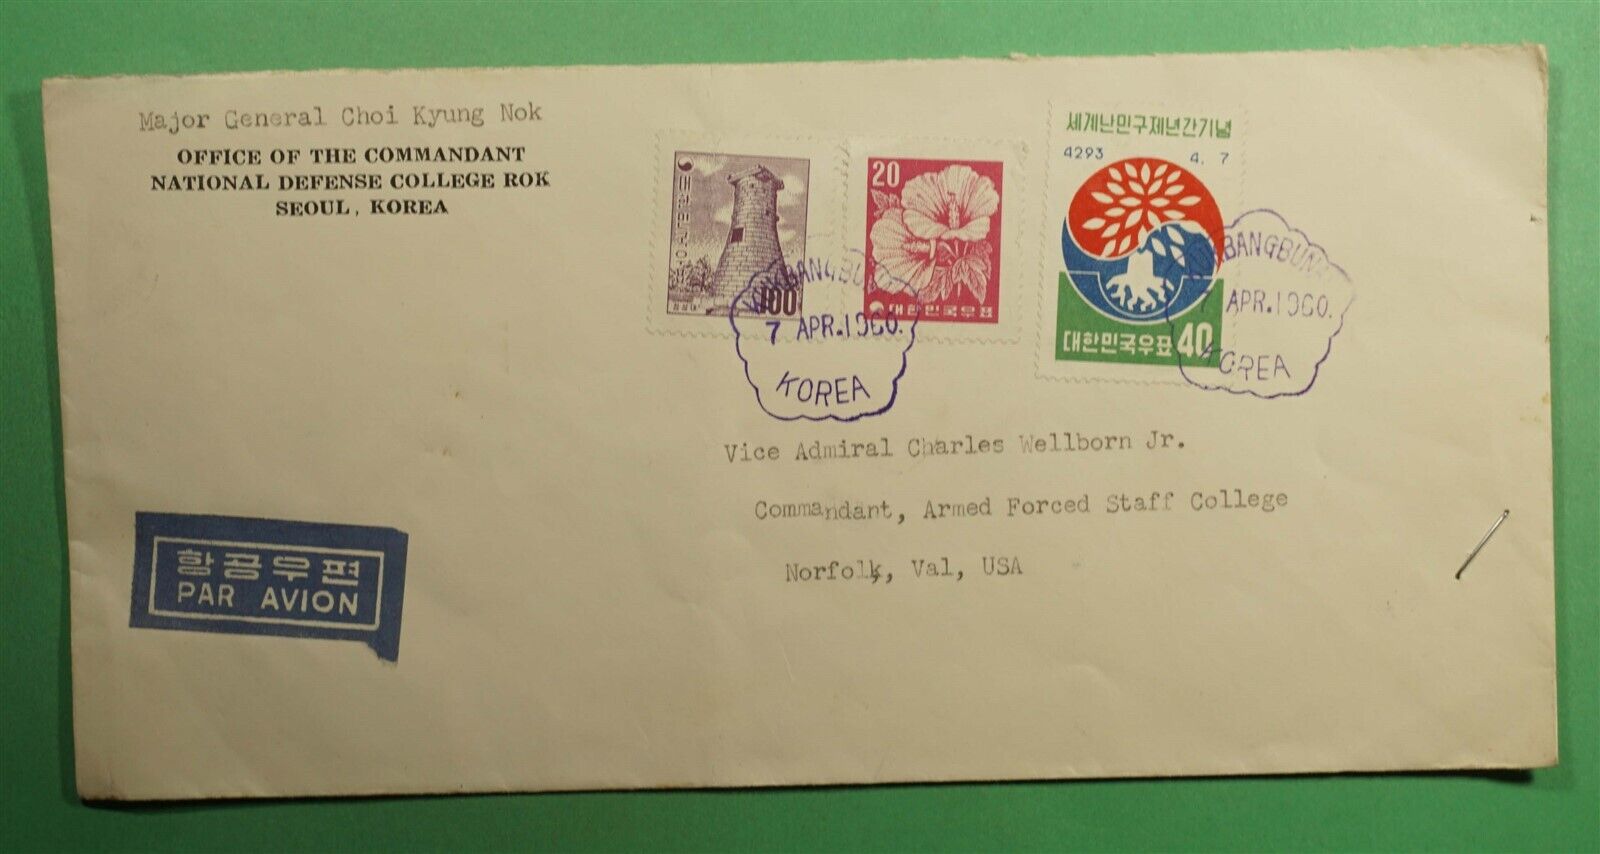 Major General Choi Kyung Nok
OFFICE OF THE COMMANDANT
NATIONAL DEFENSE COLLEGE ROK
SEOUL, KOREA
100
20
대한민국우표
세계난민구제년간기념
4293 4. 7
대한민국우표 40
7 APR.1960.
KOREA
7 APR.1960.
KOREA
Vice Admiral Charles Wellborn Jr.
Commandant, Armed Forced Staff College
Norfolk, Val, USA
항공우편
PAR AVION